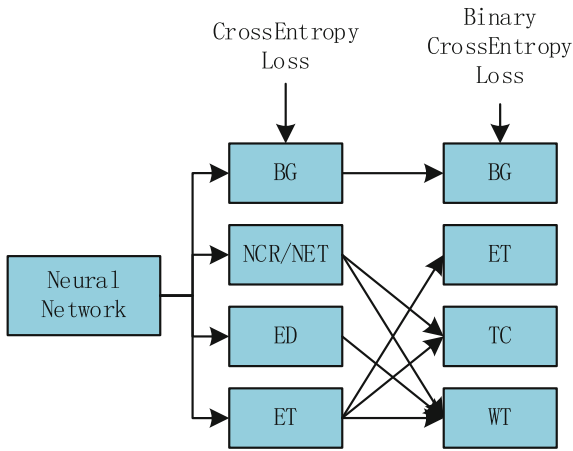 CrossEntropy
Loss
Binary
CrossEntropy
Loss
BG
BG
NCR/NET
ET
Neural
Network
ED
TC
ET
WT